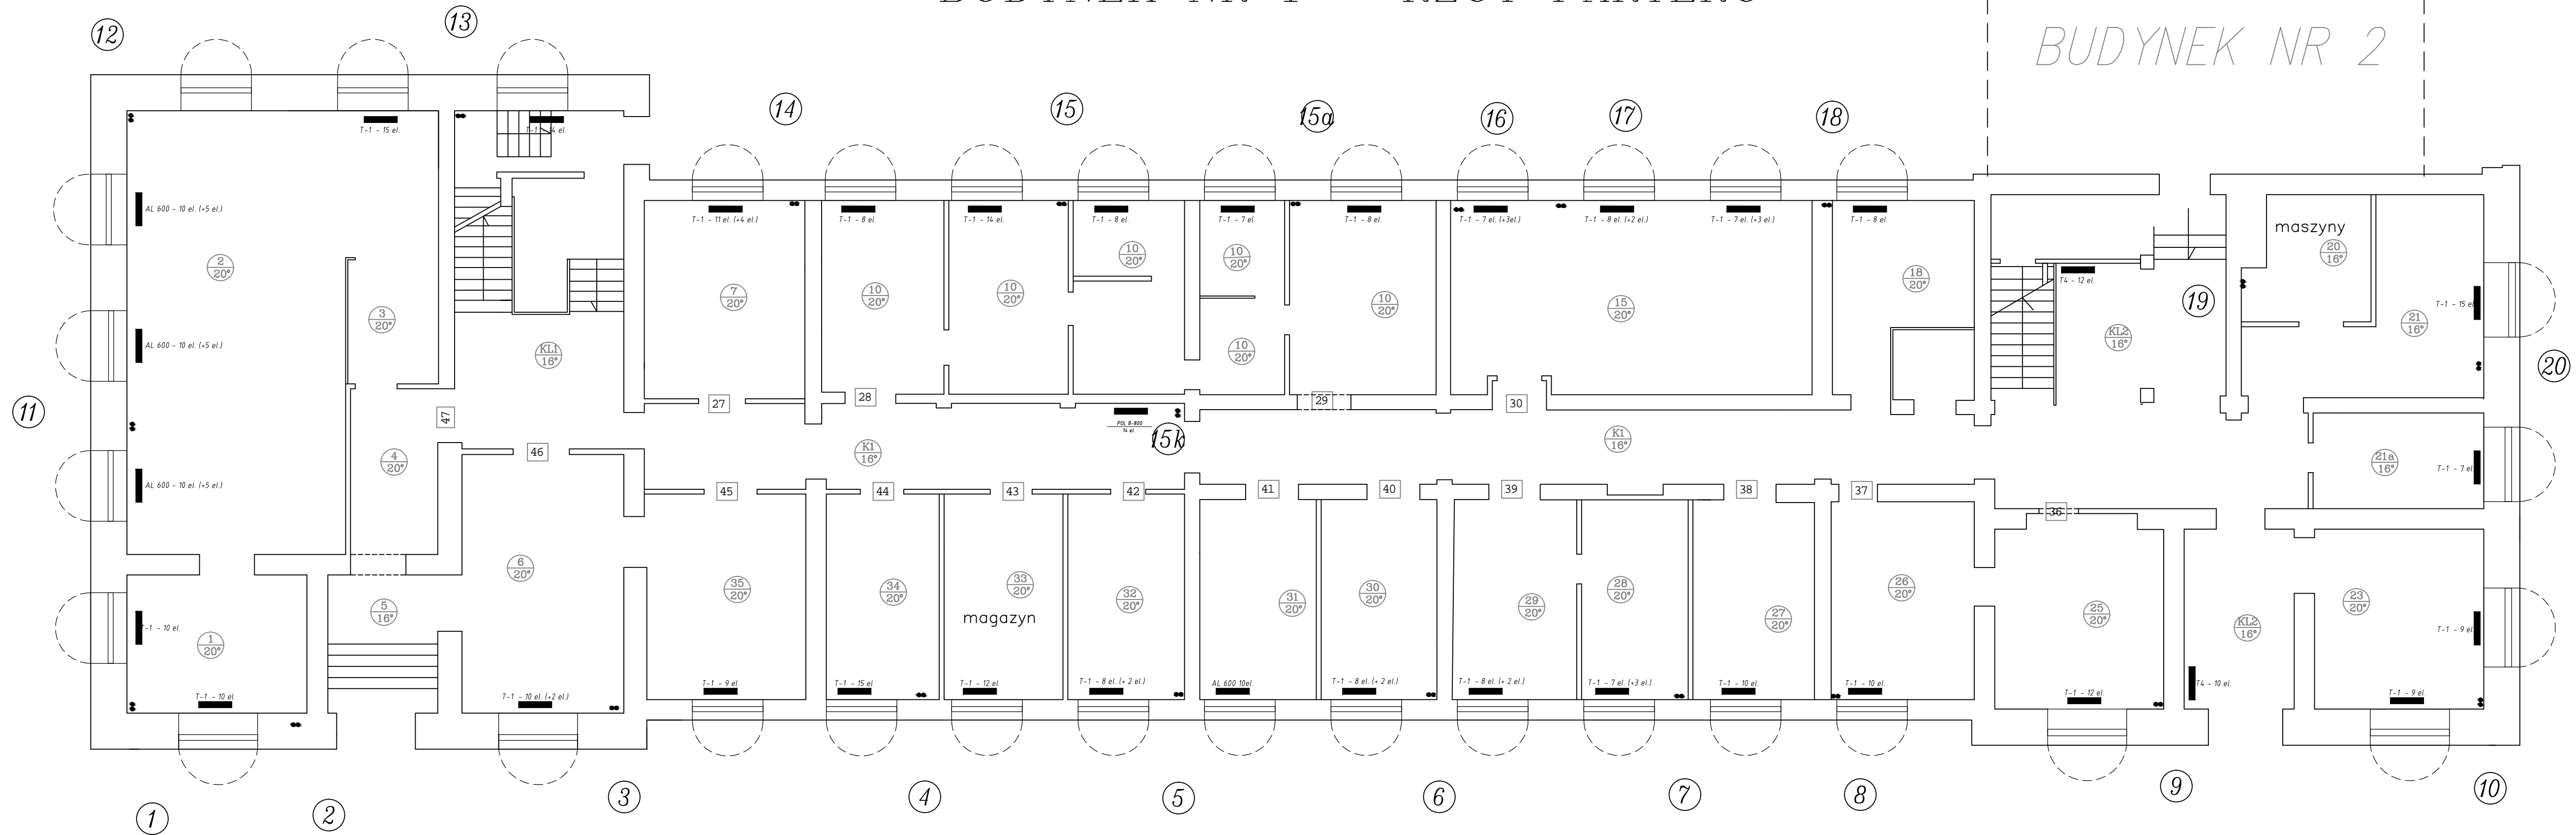 BUDYNEK NR 2
12
13
14
15
15a
16
17
18
T-1 - 15 el.
T-1 - 14 el.
AL 600 - 10 el. (+5 el.)
T-1 - 11 el. (+4 el.)
T-1 - 8 el.
T-1 - 14 el.
T-1 - 8 el.
T-1 - 7 el.
T-1 - 8 el.
T-1 - 7 el. (+3el.)
T-1 - 8 el. (+2 el.)
T-1 - 7 el. (+3 el.)
T-1 - 8 el.
maszyny
20
16°
2
20°
10
20°
10
20°
18
20°
T4 - 12 el.
7
20°
10
20°
10
20°
10
20°
15
20°
19
T-1 - 15 el.
3
20°
KL2
16°
21
16°
AL 600 - 10 el. (+5 el.)
KL1
16°
10
20°
20
11
47
27
28
29
30
POL 8-800
14 el.
15k
K1
16°
K1
16°
46
4
20°
21a
16°
T-1 - 7 el.
AL 600 - 10 el. (+5 el.)
45
44
43
42
41
40
39
38
37
36
6
20°
35
20°
34
20°
33
20°
32
20°
31
20°
30
20°
29
20°
28
20°
27
20°
26
20°
25
20°
23
20°
5
16°
magazyn
KL2
16°
T-1 - 10 el.
1
20°
T-1 - 9 el.
T-1 - 10 el.
T-1 - 10 el. (+2 el.)
T-1 - 9 el.
T-1 - 15 el.
T-1 - 12 el.
T-1 - 8 el. (+ 2 el.)
AL 600 10el.
T-1 - 8 el. (+ 2 el.)
T-1 - 8 el. (+ 2 el.)
T-1 - 7 el. (+3 el.)
T-1 - 10 el.
T-1 - 10 el.
T-1 - 12 el.
T4 - 10 el.
T-1 - 9 el.
1
2
3
4
5
6
7
8
9
10